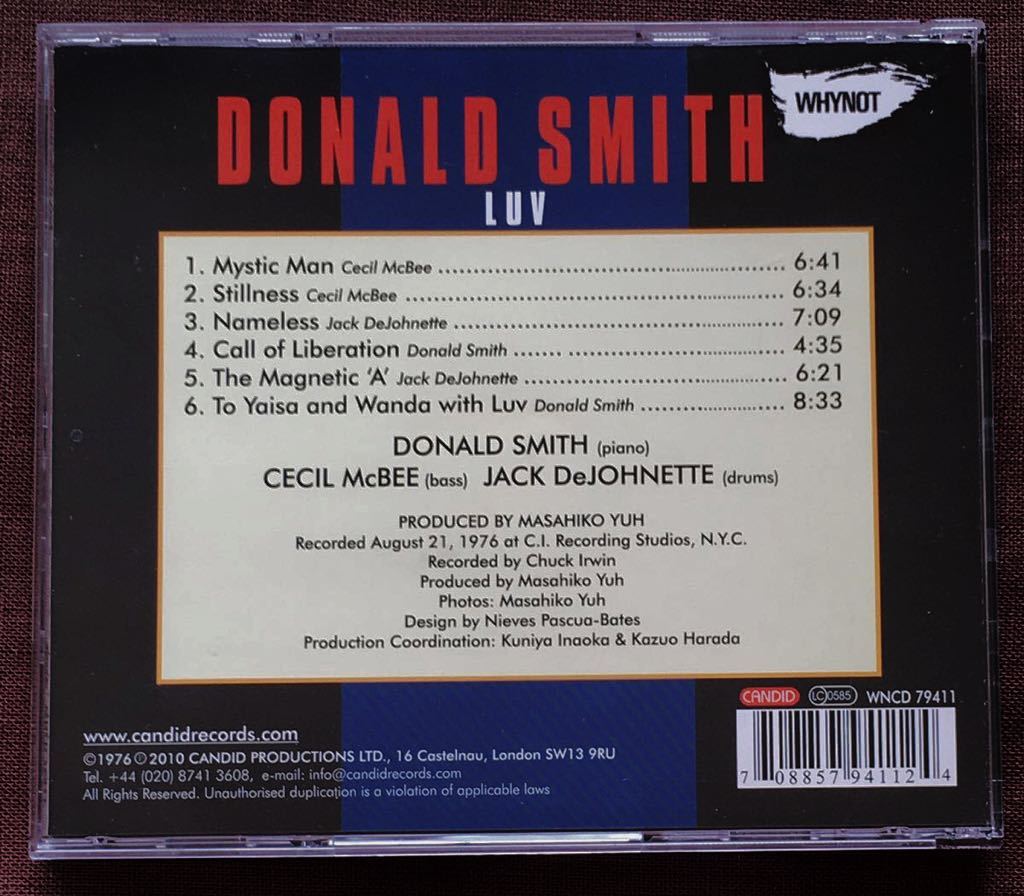 WHYNOT
DONALD SMITH
LUV
1. Mystic Man Cecil McBee ........................................................ 6:41
2. Stillness Cecil McBee ............................................................ 6:34
3. Nameless Jack DeJohnette ..................................................... 7:09
4. Call of Liberation Donald Smith ....... ................................... 4:35
5. The Magnetic ‘A’ Jack DeJohnette .......................................... 6:21
6. To Yaisa and Wanda with Luv Donald Smith ....................... 8:33
DONALD SMITH (piano)
CECIL McBEE (bass) JACK DeJOHNETTE (drums)
PRODUCED BY MASAHIKO YUH
Recorded August 21, 1976 at C.I. Recording Studios, N.Y.C.
Recorded by Chuck Irwin
Produced by Masahiko Yuh
Photos: Masahiko Yuh
Design by Nieves Pascua-Bates
Production Coordination: Kuniya Inaoka & Kazuo Harada
CANDID LC0585 WNCD 79411
www.candidrecords.com
©1976 ℗2010 CANDID PRODUCTIONS LTD., 16 Castelnau, London SW13 9RU
Tel. +44 (020) 8741 3608, e-mail: info@candidrecords.com
All Rights Reserved. Unauthorised duplication is a violation of applicable laws
7 08857 94112 4